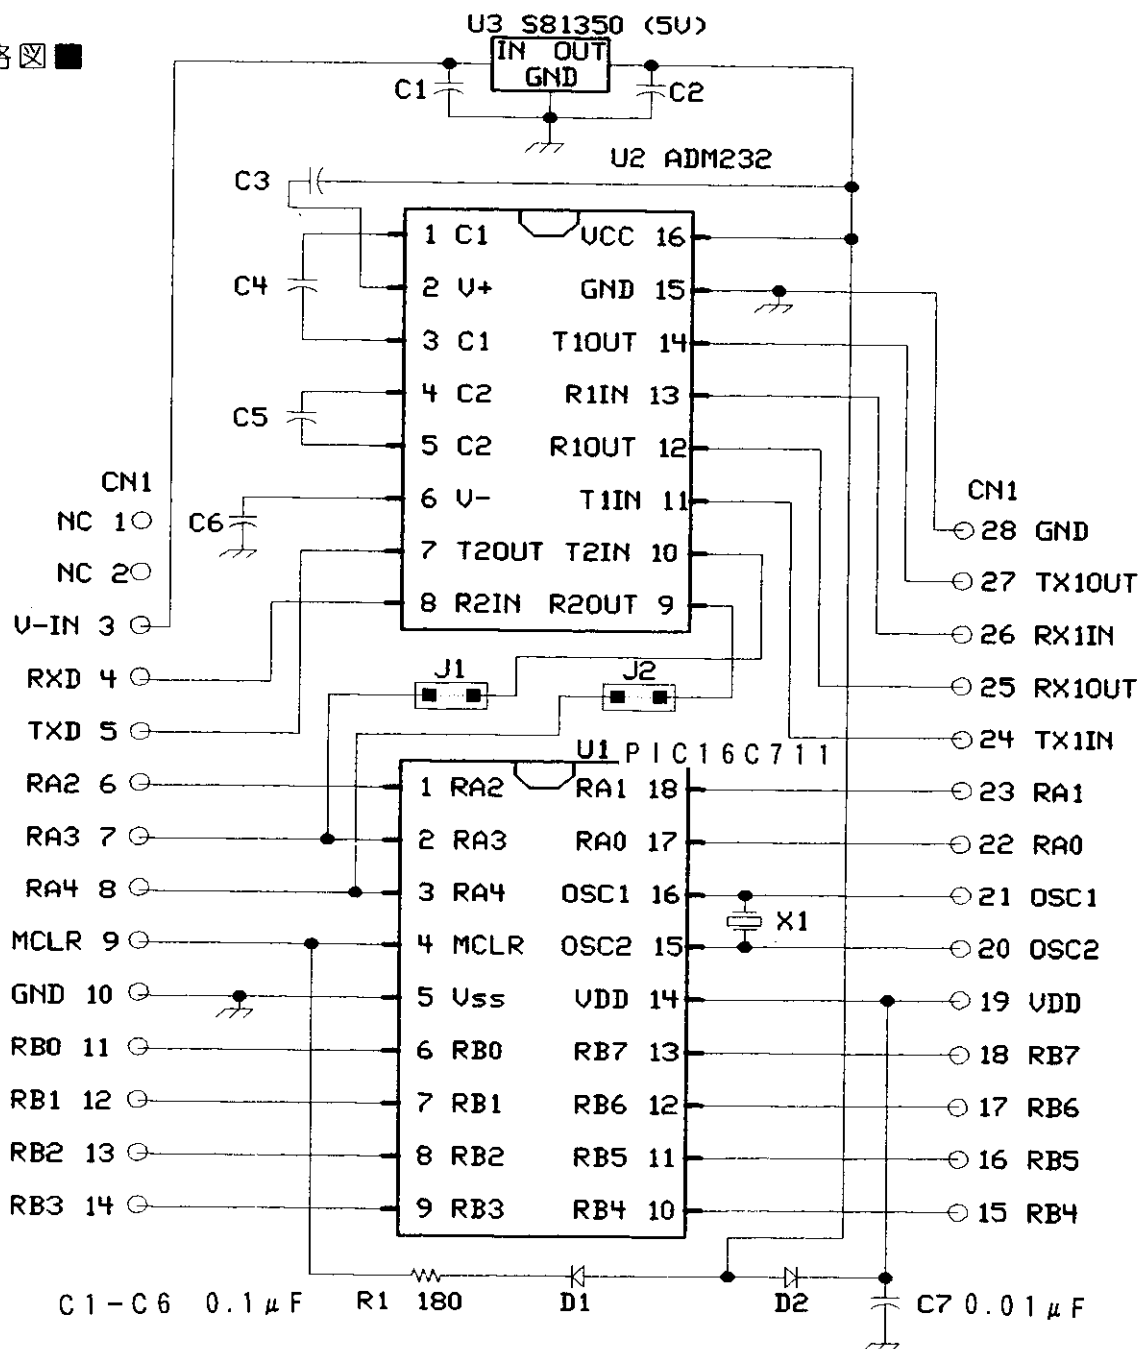 略図■
U3 S81350 (5V)
IN OUT
GND
C1
C2
U2 ADM232
C3
C4
C5
C6
1 C1
2 V+
3 C1
4 C2
5 C2
6 V-
7 T2OUT
8 R2IN
VCC 16
GND 15
T1OUT 14
R1IN 13
R1OUT 12
T1IN 11
T2IN 10
R2OUT 9
CN1
NC 1
NC 2
V-IN 3
RXD 4
TXD 5
RA2 6
RA3 7
RA4 8
MCLR 9
GND 10
RB0 11
RB1 12
RB2 13
RB3 14
J1
J2
U1 PIC16C711
1 RA2
2 RA3
3 RA4
4 MCLR
5 Vss
6 RB0
7 RB1
8 RB2
9 RB3
RA1 18
RA0 17
OSC1 16
OSC2 15
VDD 14
RB7 13
RB6 12
RB5 11
RB4 10
X1
CN1
28 GND
27 TX1OUT
26 RX1IN
25 RX1OUT
24 TX1IN
23 RA1
22 RA0
21 OSC1
20 OSC2
19 VDD
18 RB7
17 RB6
16 RB5
15 RB4
C1-C6 0.1μF
R1 180
D1
D2
C7 0.01μF